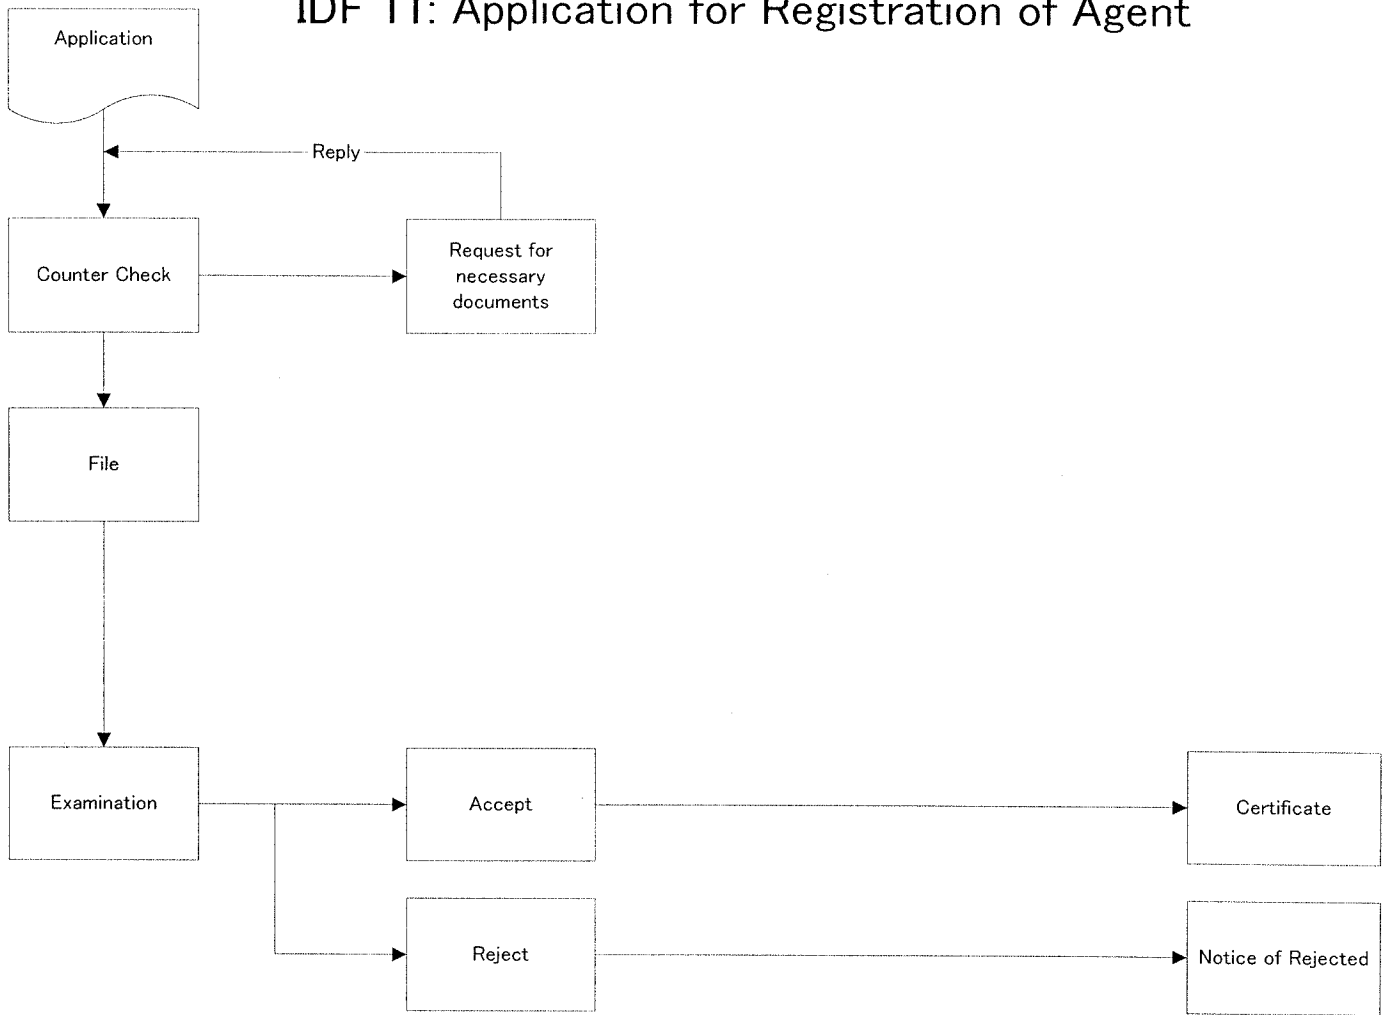 IDF 11: Application for Registration of Agent
Application
Reply
Counter Check
Request for
necessary
documents
File
Examination
Accept
Certificate
Reject
Notice of Rejected